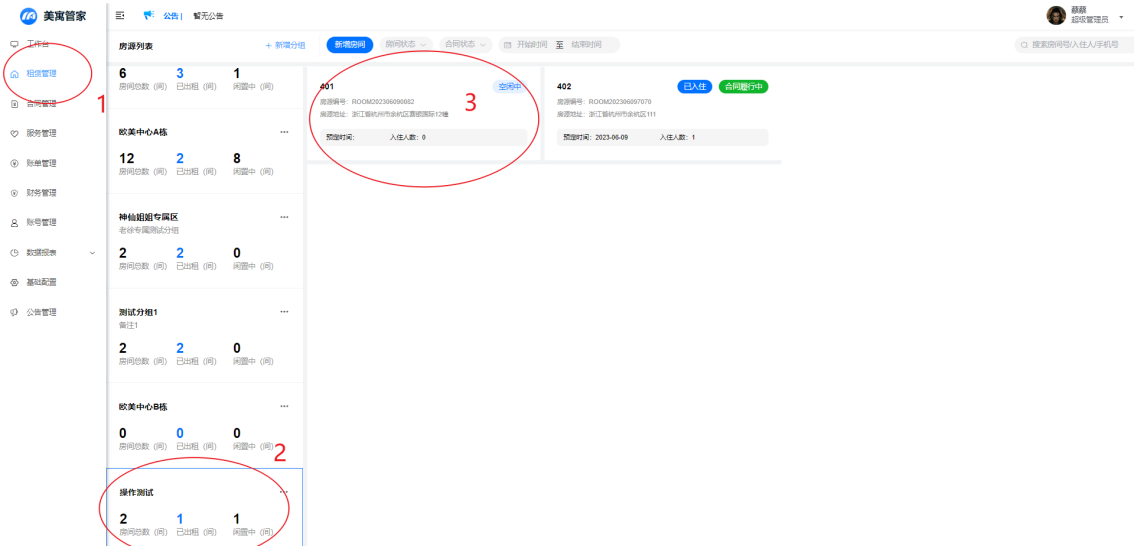 美寓管家
公告| 暂无公告
蔡蔡
超级管理员
工作台
租赁管理
合同管理
服务管理
账单管理
财务管理
账号管理
数据报表
基础配置
公告管理
1
房源列表
+ 新增分组
6 3 1
房间总数 (间) 已出租 (间) 闲置中 (间)
欧美中心A栋
12 2 8
房间总数 (间) 已出租 (间) 闲置中 (间)
神仙姐姐专属区
老徐专属测试分组
2 2 0
房间总数 (间) 已出租 (间) 闲置中 (间)
测试分组1
备注1
2 2 0
房间总数 (间) 已出租 (间) 闲置中 (间)
欧美中心B栋
0 0 0
房间总数 (间) 已出租 (间) 闲置中 (间)
2
操作测试
2 1 1
房间总数 (间) 已出租 (间) 闲置中 (间)
新增房间 房间状态 合同状态 开始时间 至 结束时间
搜索房间号/入住人/手机号
401 空闲中
房源编号: ROOM202306090682
房源地址: 浙江省杭州市余杭区 国际12幢
预定时间: 入住人数: 0
3
402 已入住 合同履行中
房源编号: ROOM202306097070
房源地址: 浙江省杭州市余杭区111
预定时间: 2023-06-09 入住人数: 1